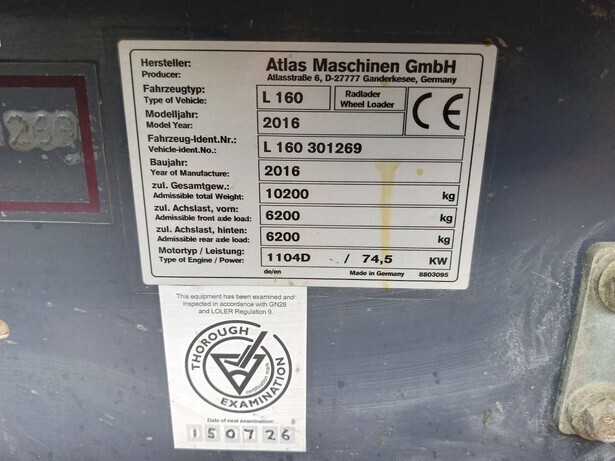 Hersteller:
Producer:
Atlas Maschinen GmbH
Atlasstraße 6, D-27777 Ganderkesee, Germany
Fahrzeugtyp:
Type of Vehicle:
L 160
Radlader
Wheel Loader
CE
Modelljahr:
Model Year:
2016
Fahrzeug-Ident.Nr.:
Vehicle-ident.No.:
L 160 301269
Baujahr:
Year of Manufacture:
2016
zul. Gesamtgew.:
Admissible total Weight:
10200 kg
zul. Achslast, vorn:
Admissible front axle load:
6200 kg
zul. Achslast, hinten:
Admissible rear axle load:
6200 kg
Motortyp / Leistung:
Type of Engine / Power:
1104D / 74,5 KW
de/en
Made in Germany
8803095
This equipment has been examined and
inspected in accordance with GN28
and LOLER Regulation 9.
THOROUGH
EXAMINATION
Date of next examination:
150726